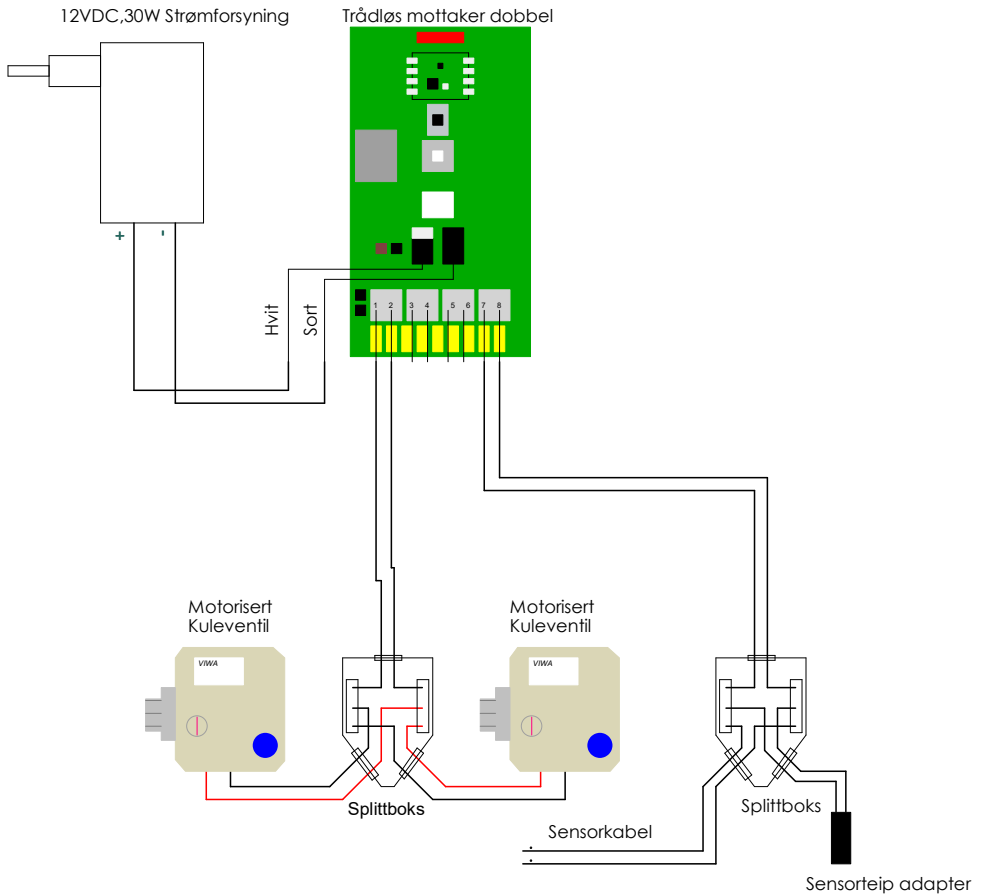 12VDC,30W Strømforsyning
Trådløs mottaker dobbel
+ -
Hvit
Sort
1 2 3 4 5 6 7 8
Motorisert
Kuleventil
VIWA
Motorisert
Kuleventil
VIWA
Splittboks
Splittboks
Sensorkabel
Sensorteip adapter